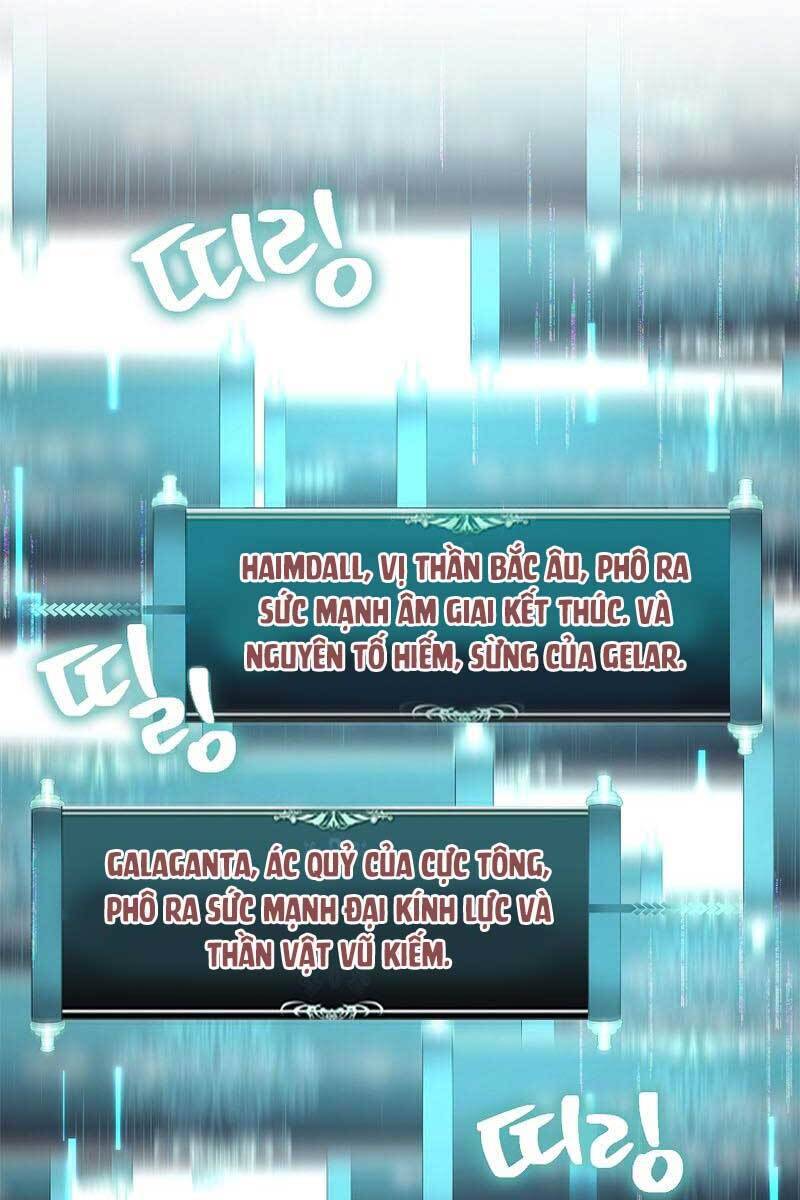 띠링
HAIMDALL, VỊ THẦN BẮC ÂU, PHÔ RA
SỨC MẠNH ÂM GIAI KẾT THÚC. VÀ
NGUYÊN TỐ HIẾM, SỪNG CỦA GELAR.
띠링
GALAGANTA, ÁC QUỶ CỦA CỰC TÔNG,
PHÔ RA SỨC MẠNH ĐẠI KÍNH LỰC VÀ
THẦN VẬT VŨ KIẾM.
띠링